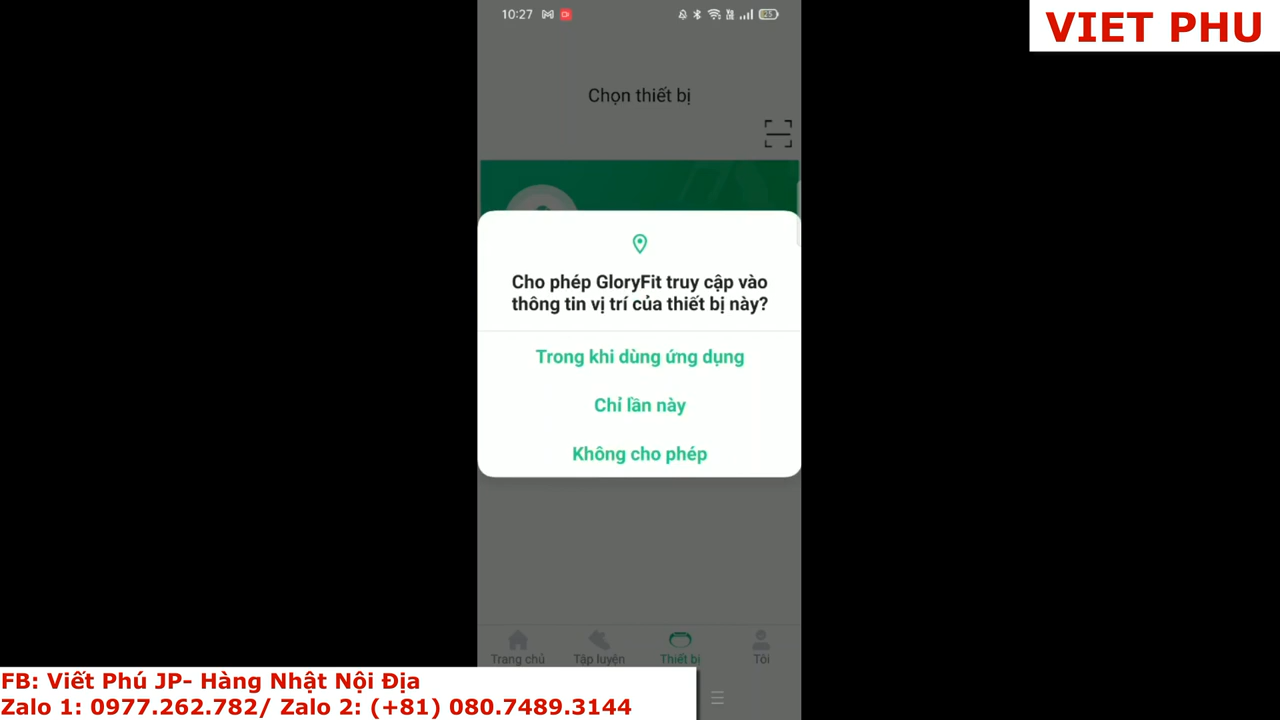 10:27
VIET PHU
Chọn thiết bị
Cho phép GloryFit truy cập vào
thông tin vị trí của thiết bị này?
Trong khi dùng ứng dụng
Chỉ lần này
Không cho phép
Trang chủ
Tập luyện
Thiết bị
Tôi
FB: Viết Phú JP- Hàng Nhật Nội Địa
Zalo 1: 0977.262.782/ Zalo 2: (+81) 080.7489.3144